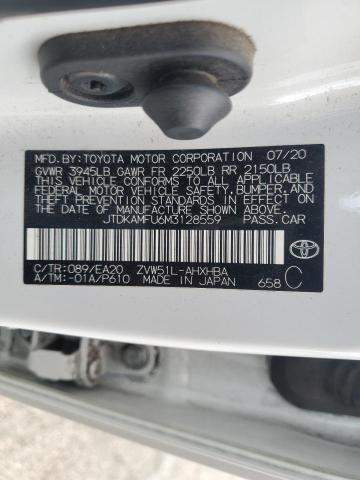 MFD.BY:TOYOTA MOTOR CORPORATION 07/20
GVWR 3945LB GAWR FR 2250LB RR 2150LB
THIS VEHICLE CONFORMS TO ALL APPLICABLE
FEDERAL MOTOR VEHICLE SAFETY,BUMPER,AND
THEFT PREVENTION STANDARDS IN EFFECT ON
THE DATE OF MANUFACTURE SHOWN ABOVE.
JTDKAMFU6M3128559 PASS.CAR
C/TR:089/EA20 ZVW51L-AHXHBA
A/TM:-01A/P610 MADE IN JAPAN 658 C